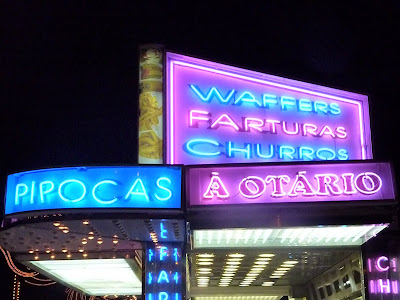 WAFFERS
FARTURAS
CHURROS
PIPOCAS
À OTÁRIO